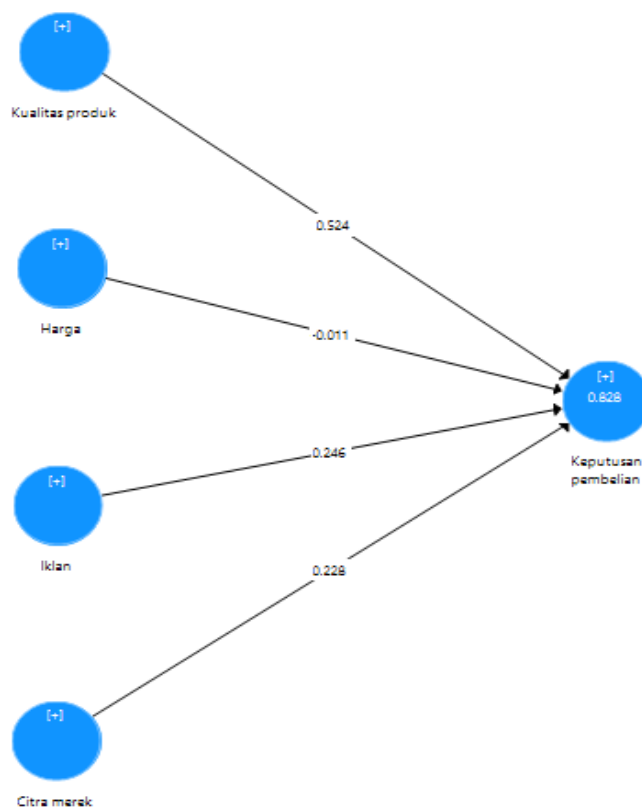 [+]
Kualitas produk
0.524
[+]
Harga
-0.011
[+]
0.828
Keputusan
pembelian
0.246
[+]
Iklan
0.228
[+]
Citra merek